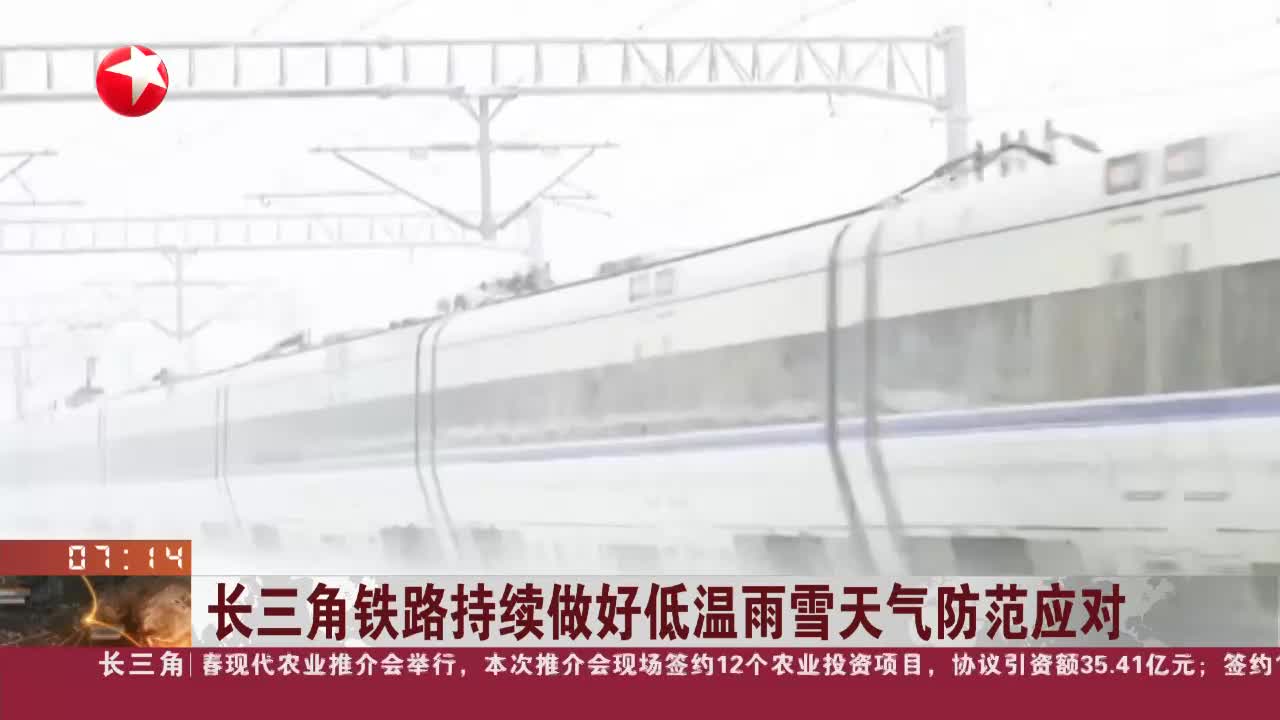 07:14
长三角铁路持续做好低温雨雪天气防范应对
长三角 春现代农业推介会举行，本次推介会现场签约12个农业投资项目，协议引资额35.41亿元；签约